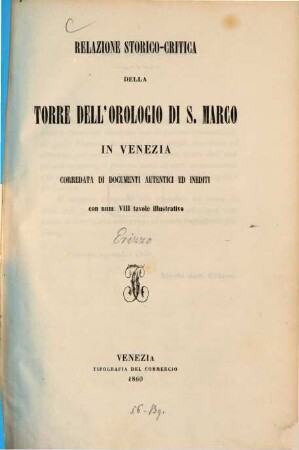 C
RELAZIONE STORICO-CRITICA
DELLA
TORRE DELL'OROLOGIO DI S. MARCO
IN VENEZIA
CORREDATA DI DOCUMENTI AUTENTICI ED INEDITI
con num. VIII tavole illustrative
Erizzo
VENEZIA
TIPOGRAFIA DEL COMMERCIO
1860